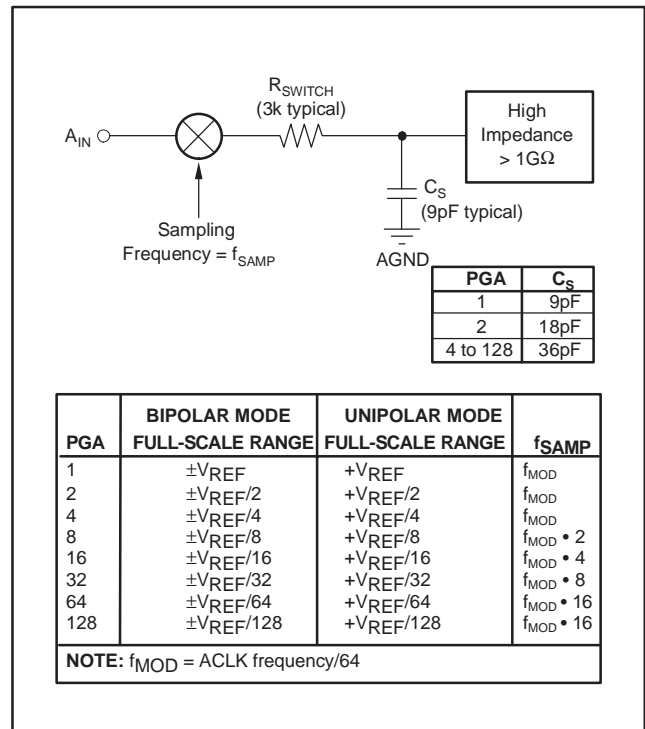 R_SWITCH
(3k typical)
A_IN
High
Impedance
> 1GΩ
C_S
(9pF typical)
Sampling
Frequency = f_SAMP
AGND
PGA C_S
1 9pF
2 18pF
4 to 128 36pF
BIPOLAR MODE UNIPOLAR MODE
PGA FULL-SCALE RANGE FULL-SCALE RANGE f_SAMP
1 ±V_REF +V_REF f_MOD
2 ±V_REF/2 +V_REF/2 f_MOD
4 ±V_REF/4 +V_REF/4 f_MOD
8 ±V_REF/8 +V_REF/8 f_MOD • 2
16 ±V_REF/16 +V_REF/16 f_MOD • 4
32 ±V_REF/32 +V_REF/32 f_MOD • 8
64 ±V_REF/64 +V_REF/64 f_MOD • 16
128 ±V_REF/128 +V_REF/128 f_MOD • 16
NOTE: f_MOD = ACLK frequency/64